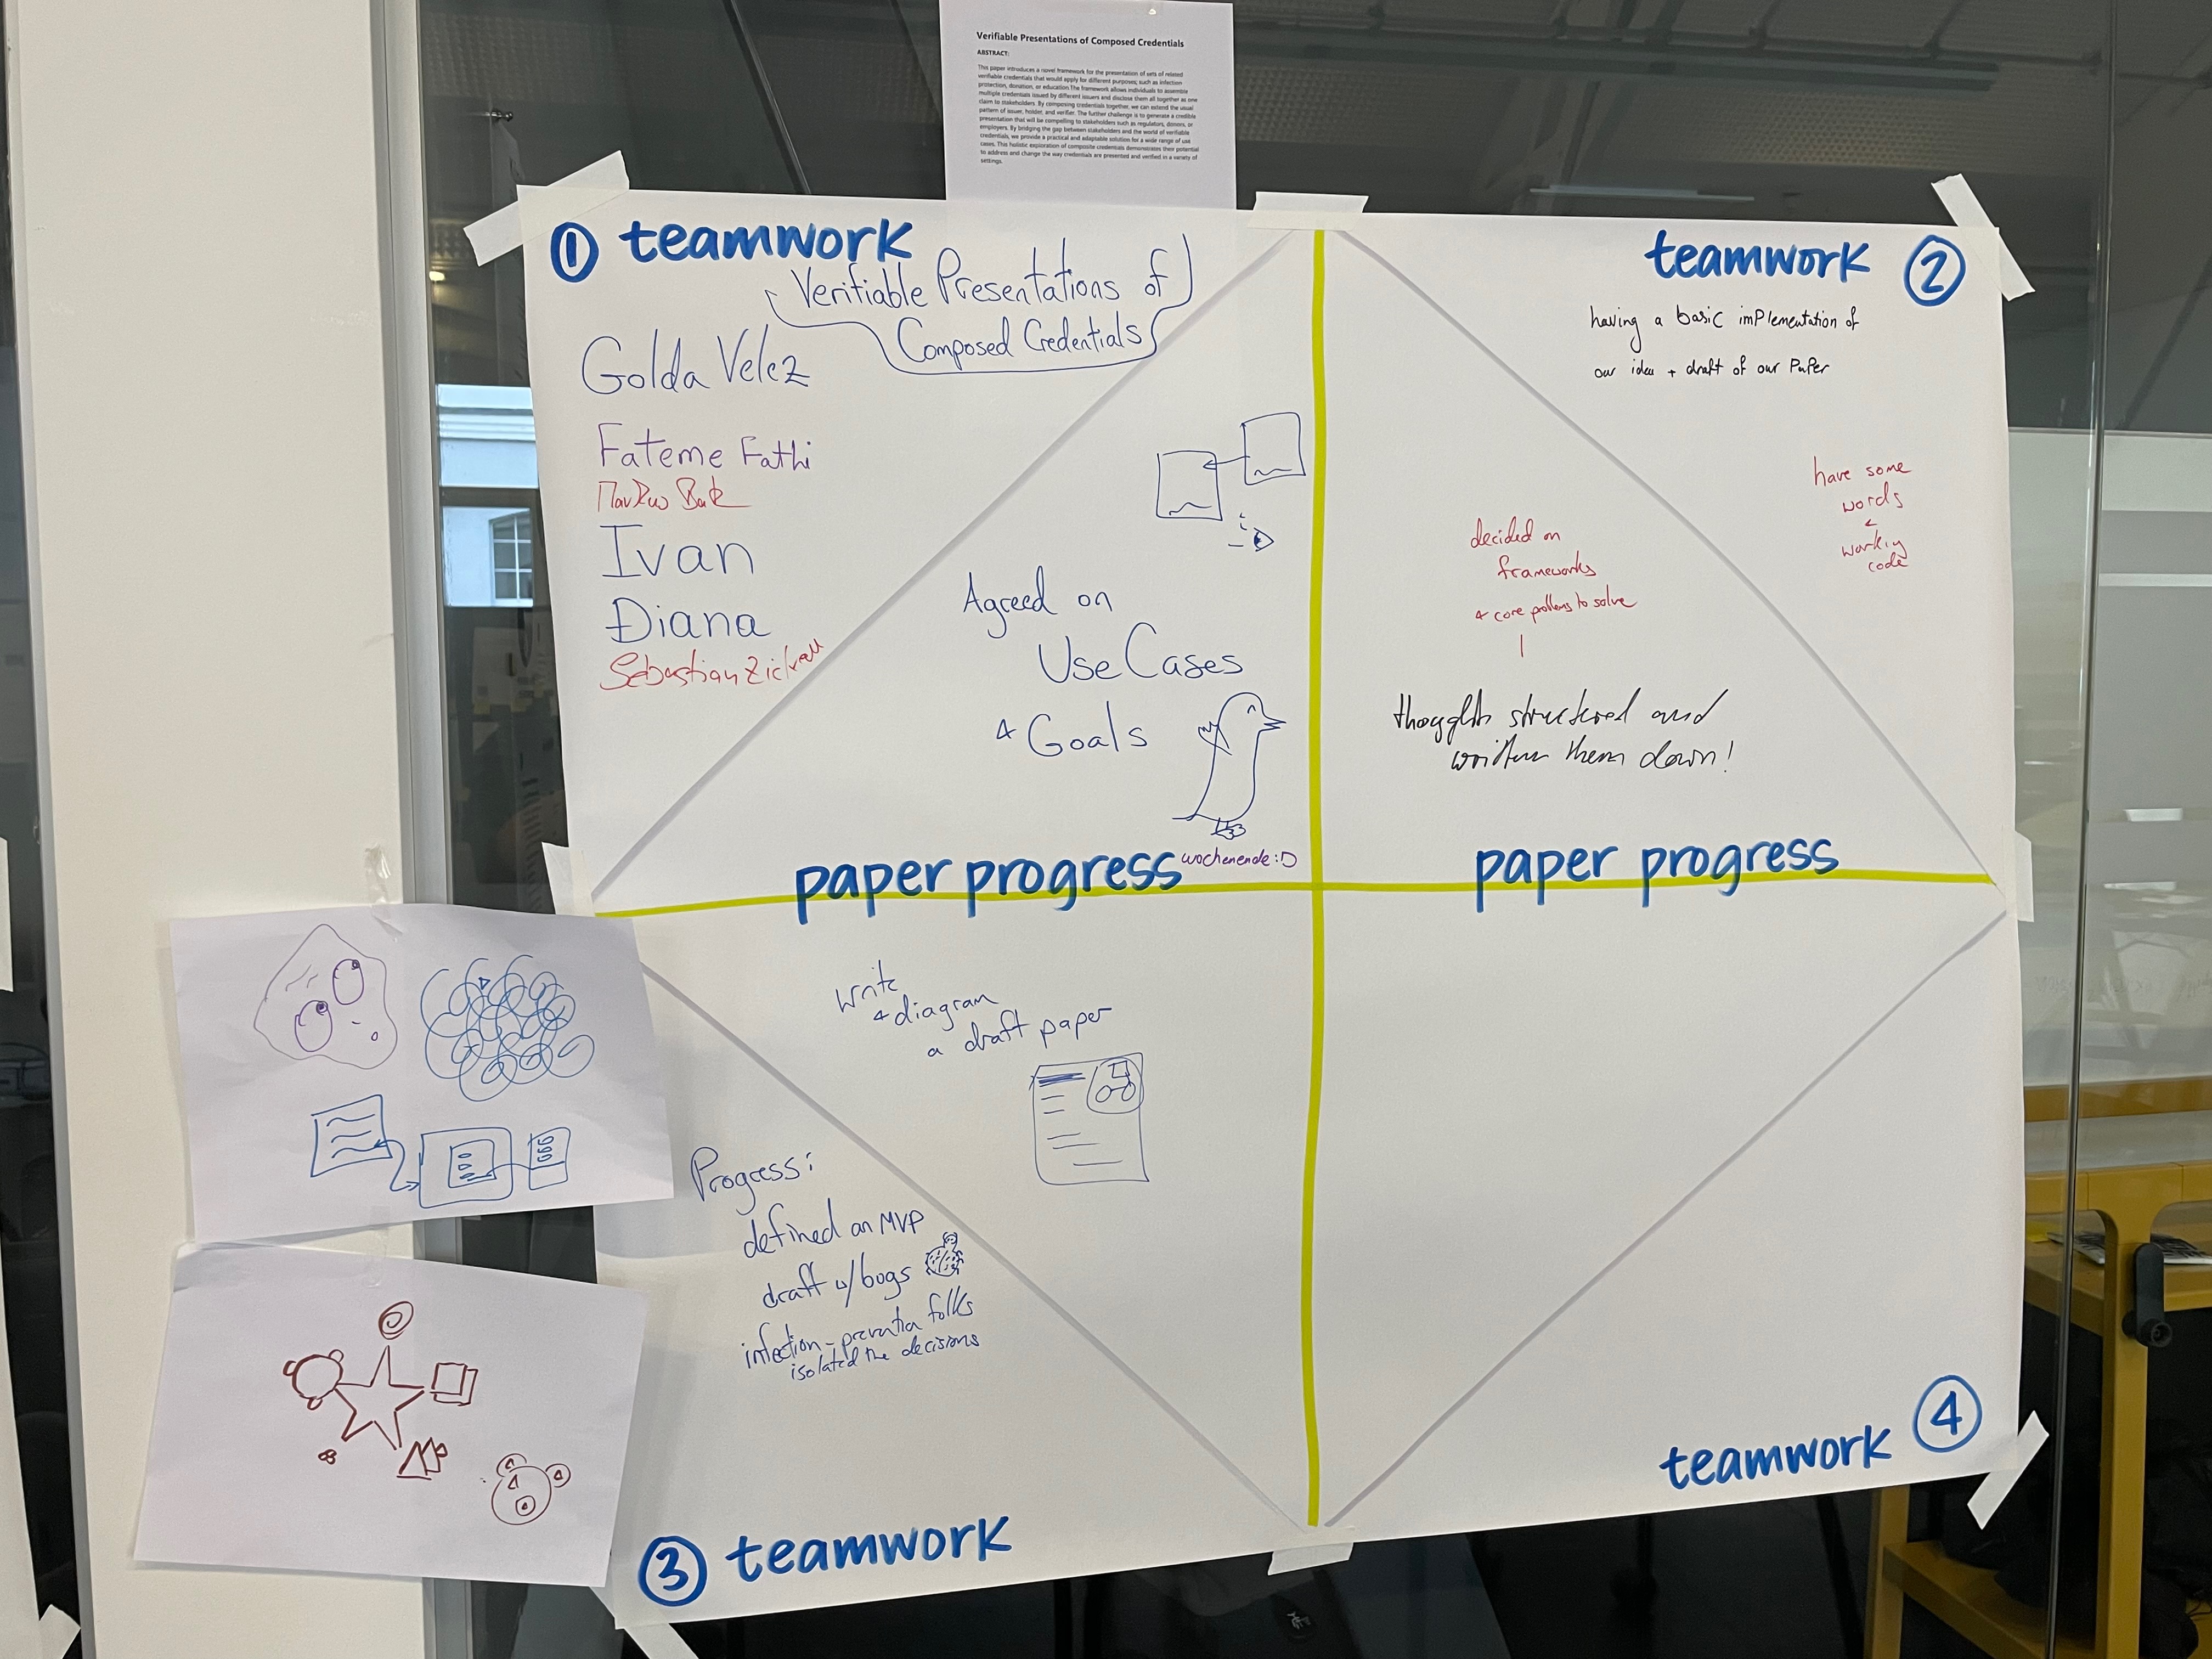 Verifiable Presentations of Composed Credentials
ABSTRACT:
This paper introduces a novel framework for the presentation of sets of related
verifiable credentials that would apply for different purposes; such as infection
protection, donation, or education.The framework allows individuals to assemble
multiple credentials issued by different issuers and disclose them all together as one
claim to stakeholders. By composing credentials together, we can extend the usual
pattern of issuer, holder, and verifier. The further challenge is to generate a credible
presentation that will be compelling to stakeholders such as regulators, donors, or
employers. By bridging the gap between stakeholders and the world of verifiable
credentials, we provide a practical and adaptable solution for a wide range of use
cases. This holistic exploration of composite credentials demonstrates their potential
to address and change the way credentials are presented and verified in a variety of
settings.
① teamwork
Verifiable Presentations of
Composed Credentials
Golda Velez
Fateme Fathi
Ivan
Diana
Sebastian
Agreed on
Use Cases
+ Goals
wochenende :D
paper progress
teamwork ②
having a basic implementation of
our idea + draft of our Paper
have some
words
+
working
code
decided on
frameworks
+ core problems to solve
thoughts structured and
written them down!
paper progress
write
+ diagram
a draft paper
Progress:
defined an MVP
draft w/bugs
infection-prevention folks
isolated the decisions
③ teamwork
teamwork ④